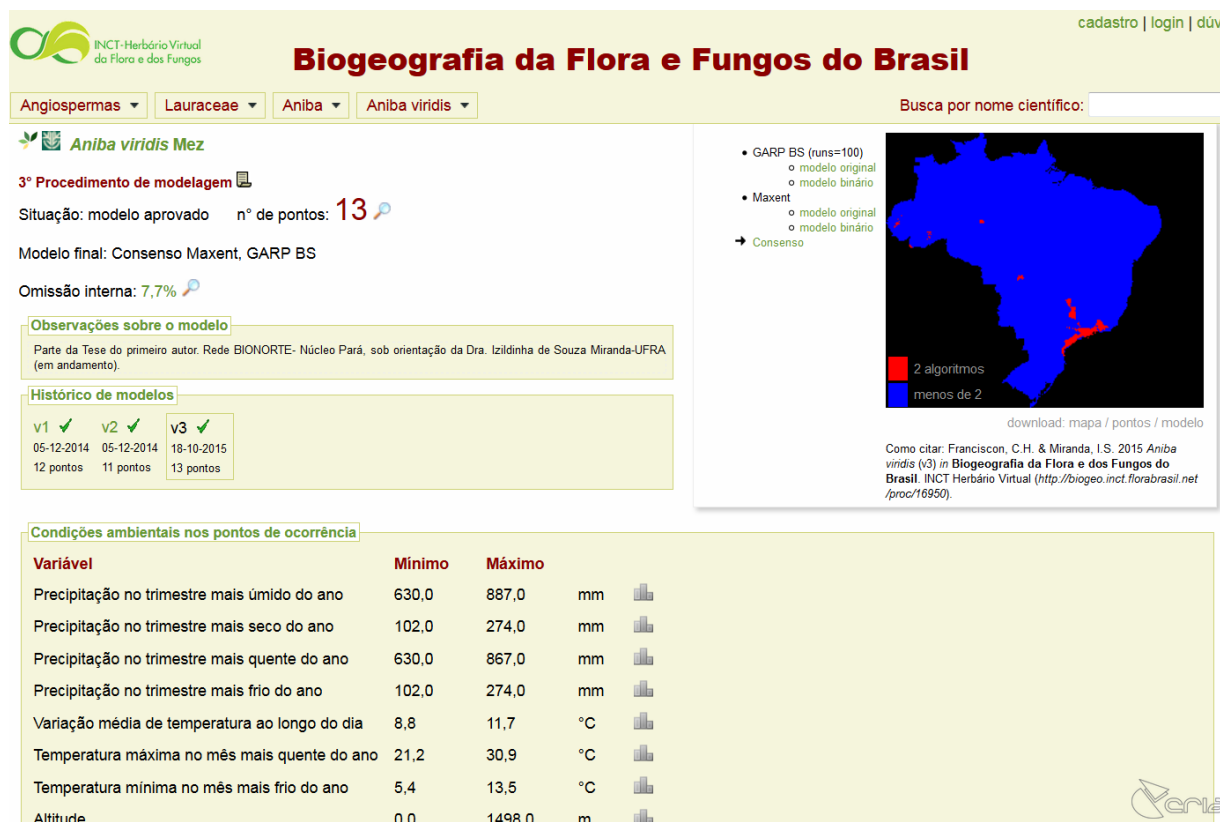 cadastro | login |
INCT-Herbário Virtual
da Flora e dos Fungos
Biogeografia da Flora e Fungos do Brasil
Angiospermas Lauraceae Aniba Aniba viridis Busca por nome científico:
Aniba viridis Mez
3° Procedimento de modelagem
Situação: modelo aprovado n° de pontos: 13
Modelo final: Consenso Maxent, GARP BS
Omissão interna: 7,7%
Observações sobre o modelo
Parte da Tese do primeiro autor. Rede BIONORTE- Núcleo Pará, sob orientação da Dra. Izildinha de Souza Miranda-UFRA
(em andamento).
Histórico de modelos
v1 v2 v3
05-12-2014 05-12-2014 18-10-2015
12 pontos 11 pontos 13 pontos
GARP BS (runs=100)
modelo original
modelo binário
Maxent
modelo original
modelo binário
Consenso
2 algoritmos
menos de 2
download: mapa / pontos / modelo
Como citar: Franciscon, C.H. & Miranda, I.S. 2015 Aniba
viridis (v3) in Biogeografia da Flora e dos Fungos do
Brasil. INCT Herbário Virtual (http://biogeo.inct.florabrasil.net
/proc/16950).
Condições ambientais nos pontos de ocorrência
Variável Mínimo Máximo
Precipitação no trimestre mais úmido do ano 630,0 887,0 mm
Precipitação no trimestre mais seco do ano 102,0 274,0 mm
Precipitação no trimestre mais quente do ano 630,0 867,0 mm
Precipitação no trimestre mais frio do ano 102,0 274,0 mm
Variação média de temperatura ao longo do dia 8,8 11,7 °C
Temperatura máxima no mês mais quente do ano 21,2 30,9 °C
Temperatura mínima no mês mais frio do ano 5,4 13,5 °C
Altitude 0,0 1498,0 m
cria